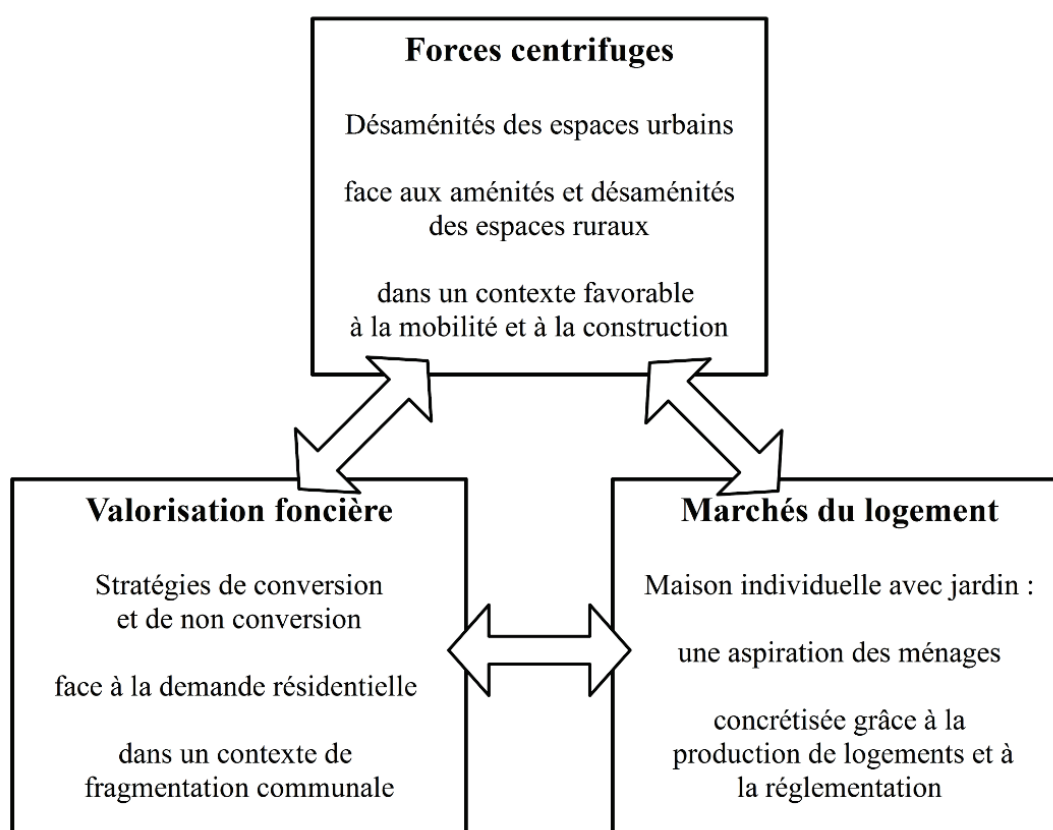 Forces centrifuges
Désaménités des espaces urbains
face aux aménités et désaménités
des espaces ruraux
dans un contexte favorable
à la mobilité et à la construction
Valorisation foncière
Stratégies de conversion
et de non conversion
face à la demande résidentielle
dans un contexte de
fragmentation communale
Marchés du logement
Maison individuelle avec jardin :
une aspiration des ménages
concrétisée grâce à la
production de logements et à
la réglementation